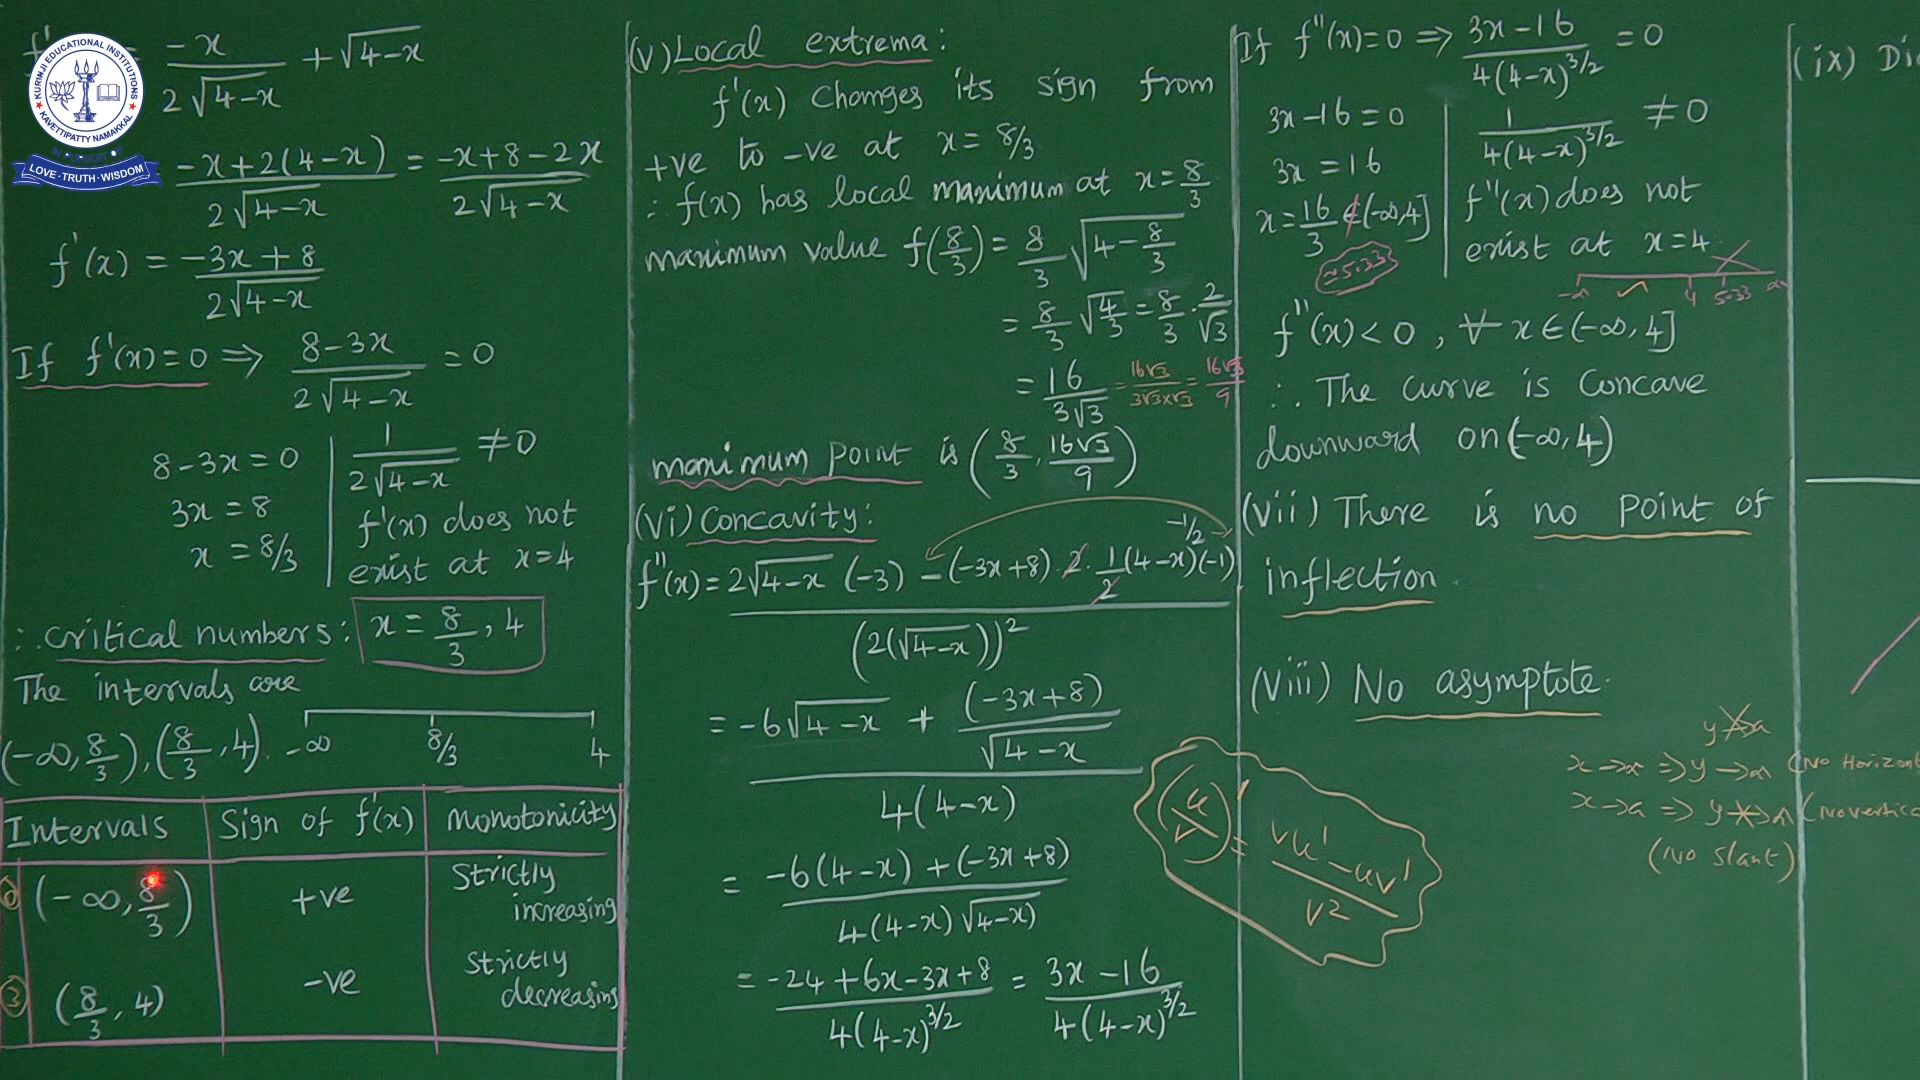 KURINJI EDUCATIONAL INSTITUTIONS
KAVETTIPATTY NAMAKKAL
LOVE · TRUTH · WISDOM
-x / 2√4-x + √4-x
-x+2(4-x) / 2√4-x = -x+8-2x / 2√4-x
f'(x) = -3x+8 / 2√4-x
If f'(x)=0 ⇒ 8-3x / 2√4-x = 0
8-3x=0
3x=8
x=8/3
1 / 2√4-x ≠0
f'(x) does not
exist at x=4
∴ critical numbers: x=8/3, 4
The intervals are
(-∞,8/3),(8/3,4). -∞ 8/3 4
Intervals Sign of f'(x) Monotonicity
(-∞,8/3) +ve Strictly
increasing
(8/3,4) -ve Strictly
decreasing
(v) Local extrema:
f'(x) changes its sign from
+ve to -ve at x=8/3
∴ f(x) has local maximum at x=8/3
maximum value f(8/3)=8/3 √4-8/3
=8/3 √4/3=8/3·2/√3
=16/3√3 =16√3/3√3x√3=16√3/9
maximum point is (8/3,16√3/9)
(vi) Concavity:
f''(x)=2√4-x (-3) -(-3x+8)·2·1/2(4-x)^-1/2(-1)
(2(√4-x))²
=-6√4-x + (-3x+8)/√4-x
4(4-x)
= -6(4-x)+(-3x+8) / 4(4-x)√4-x)
= -24+6x-3x+8 / 4(4-x)^3/2 = 3x-16 / 4(4-x)^3/2
(u/v)' = vu'-uv' / v²
If f''(x)=0 ⇒ 3x-16 / 4(4-x)^3/2 =0
3x-16=0
3x=16
x=16/3 ∉(-∞,4]
≈5.33
1 / 4(4-x)^3/2 ≠0
f''(x) does not
exist at x=4
-∞ 4 5.33 ∞
f''(x)<0, ∀ x∈(-∞,4]
∴ The curve is concave
downward on(-∞,4)
(vii) There is no point of
inflection.
(viii) No asymptote.
x→∞ ⇒y→∞ (No Horizont
x→a ⇒ (No vertica
(No slant)
(ix)